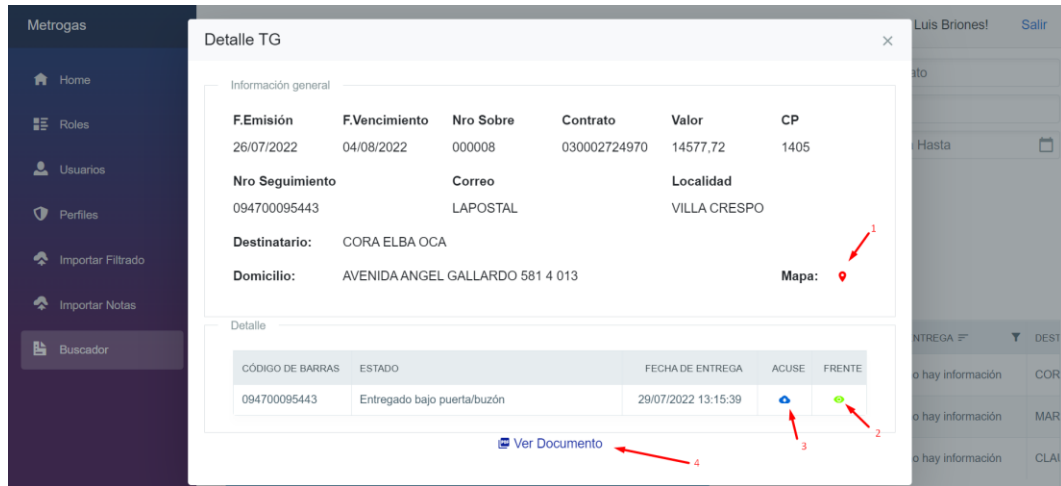 Metrogas
Luis Briones!
Salir
Detalle TG
Home
Roles
Usuarios
Perfiles
Importar Filtrado
Importar Notas
Buscador
Información general
F.Emisión F.Vencimiento Nro Sobre Contrato Valor CP
26/07/2022 04/08/2022 000008 030002724970 14577,72 1405
Nro Seguimiento Correo Localidad
094700095443 LAPOSTAL VILLA CRESPO
Destinatario: CORA ELBA OCA
1
Domicilio: AVENIDA ANGEL GALLARDO 581 4 013 Mapa:
Detalle
CÓDIGO DE BARRAS ESTADO FECHA DE ENTREGA ACUSE FRENTE
094700095443 Entregado bajo puerta/buzón 29/07/2022 13:15:39
2
3
Ver Documento
4
ato
Hasta
NTREGA DEST
o hay información COR
o hay información MAR
o hay información CLAI